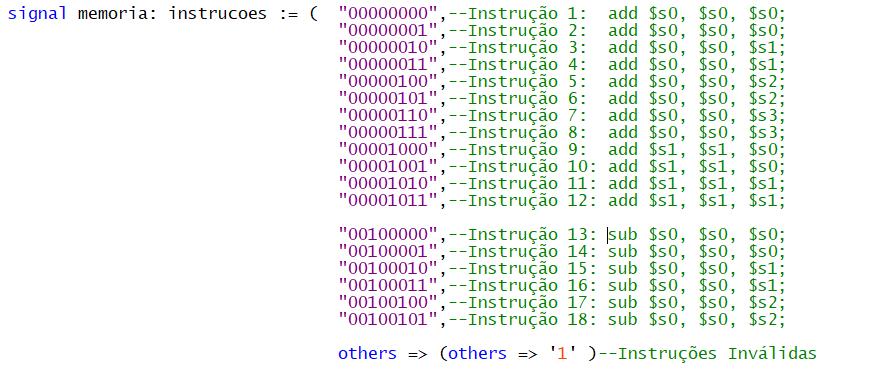 signal memoria: instrucoes := ( "00000000",--Instrução 1: add $s0, $s0, $s0;
"00000001",--Instrução 2: add $s0, $s0, $s0;
"00000010",--Instrução 3: add $s0, $s0, $s1;
"00000011",--Instrução 4: add $s0, $s0, $s1;
"00000100",--Instrução 5: add $s0, $s0, $s2;
"00000101",--Instrução 6: add $s0, $s0, $s2;
"00000110",--Instrução 7: add $s0, $s0, $s3;
"00000111",--Instrução 8: add $s0, $s0, $s3;
"00001000",--Instrução 9: add $s1, $s1, $s0;
"00001001",--Instrução 10: add $s1, $s1, $s0;
"00001010",--Instrução 11: add $s1, $s1, $s1;
"00001011",--Instrução 12: add $s1, $s1, $s1;
"00100000",--Instrução 13: sub $s0, $s0, $s0;
"00100001",--Instrução 14: sub $s0, $s0, $s0;
"00100010",--Instrução 15: sub $s0, $s0, $s1;
"00100011",--Instrução 16: sub $s0, $s0, $s1;
"00100100",--Instrução 17: sub $s0, $s0, $s2;
"00100101",--Instrução 18: sub $s0, $s0, $s2;
others => (others => '1' )--Instruções Inválidas